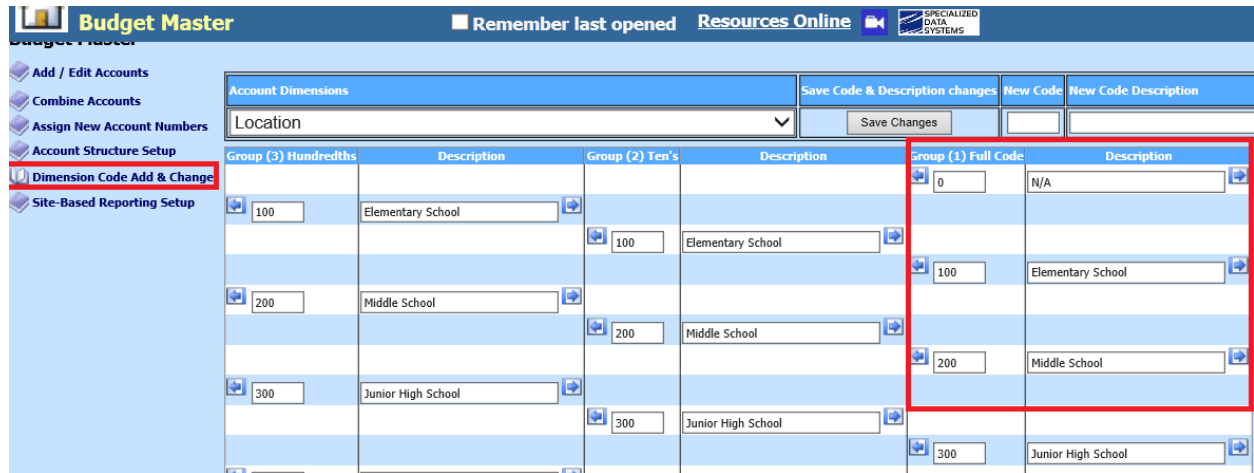 Budget Master
Remember last opened
Resources Online
SPECIALIZED
DATA
SYSTEMS
Budget Master
Add / Edit Accounts
Combine Accounts
Assign New Account Numbers
Account Structure Setup
Dimension Code Add & Change
Site-Based Reporting Setup
Account Dimensions Save Code & Description changes New Code New Code Description
Location Save Changes
Group (3) Hundredths Description Group (2) Ten's Description Group (1) Full Code Description
0 N/A
100 Elementary School
100 Elementary School
100 Elementary School
200 Middle School
200 Middle School
200 Middle School
300 Junior High School
300 Junior High School
300 Junior High School